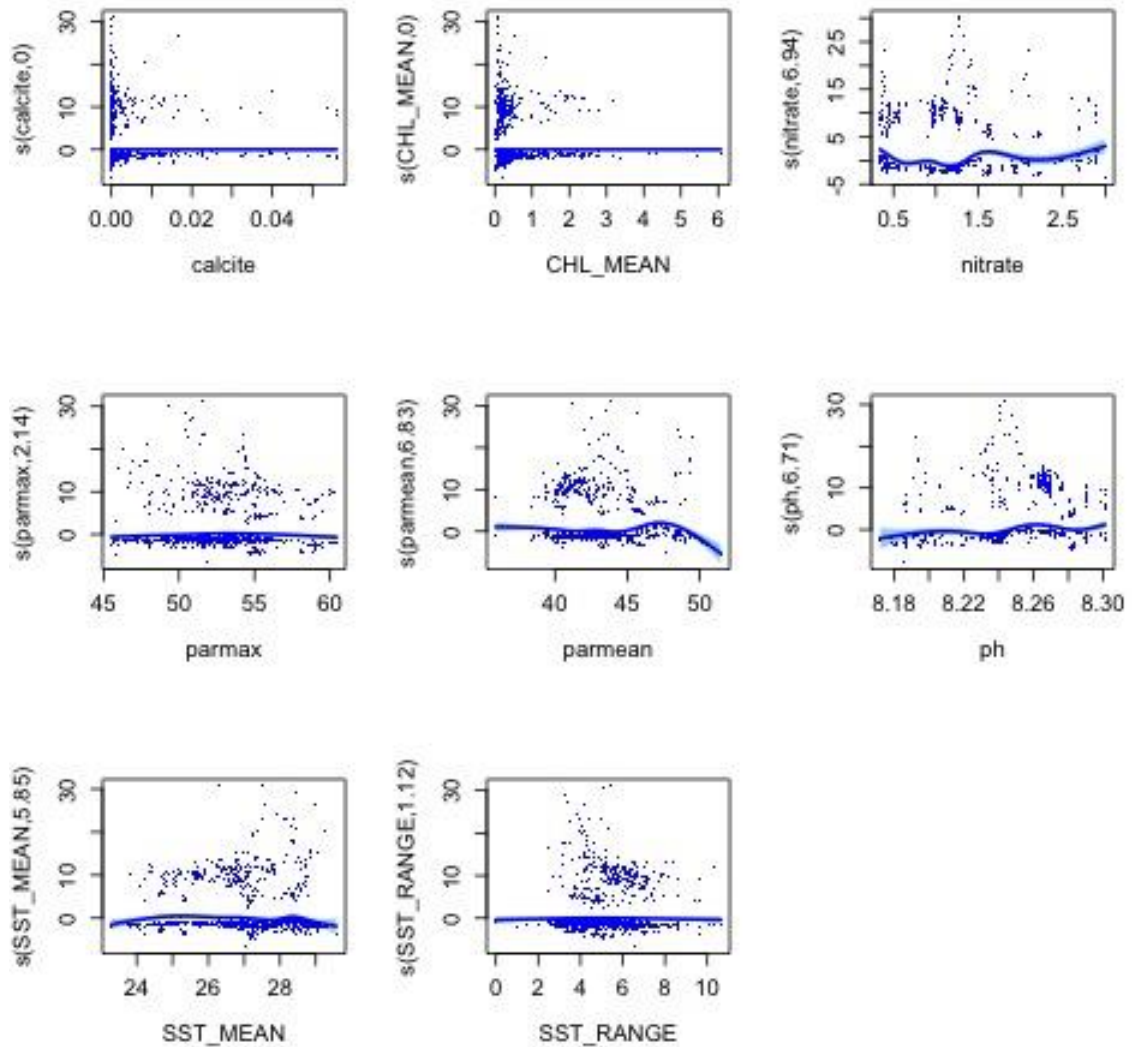 s(calcite,0)
30
10
0
0.00 0.02 0.04
calcite
s(CHL_MEAN,0)
30
10
0
0 1 2 3 4 5 6
CHL_MEAN
s(nitrate,6.94)
25
15
5
-5
0.5 1.5 2.5
nitrate
s(parmax,2.14)
30
10
0
45 50 55 60
parmax
s(parmean,6.83)
30
10
0
40 45 50
parmean
s(ph,6.71)
30
10
0
8.18 8.22 8.26 8.30
ph
s(SST_MEAN,5.85)
30
10
0
24 26 28
SST_MEAN
s(SST_RANGE,1.12)
30
10
0
0 2 4 6 8 10
SST_RANGE